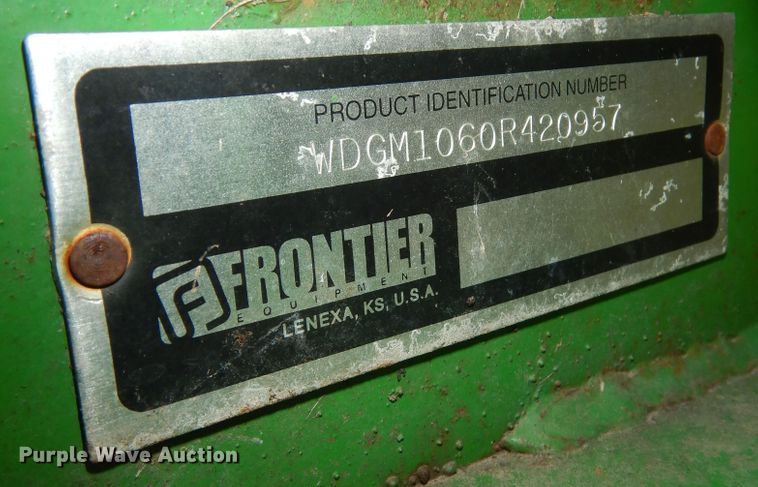 PRODUCT IDENTIFICATION NUMBER
WDGM1060R420957
FRONTIER
EQUIPMENT
LENEXA, KS, U.S.A.
Purple Wave Auction®